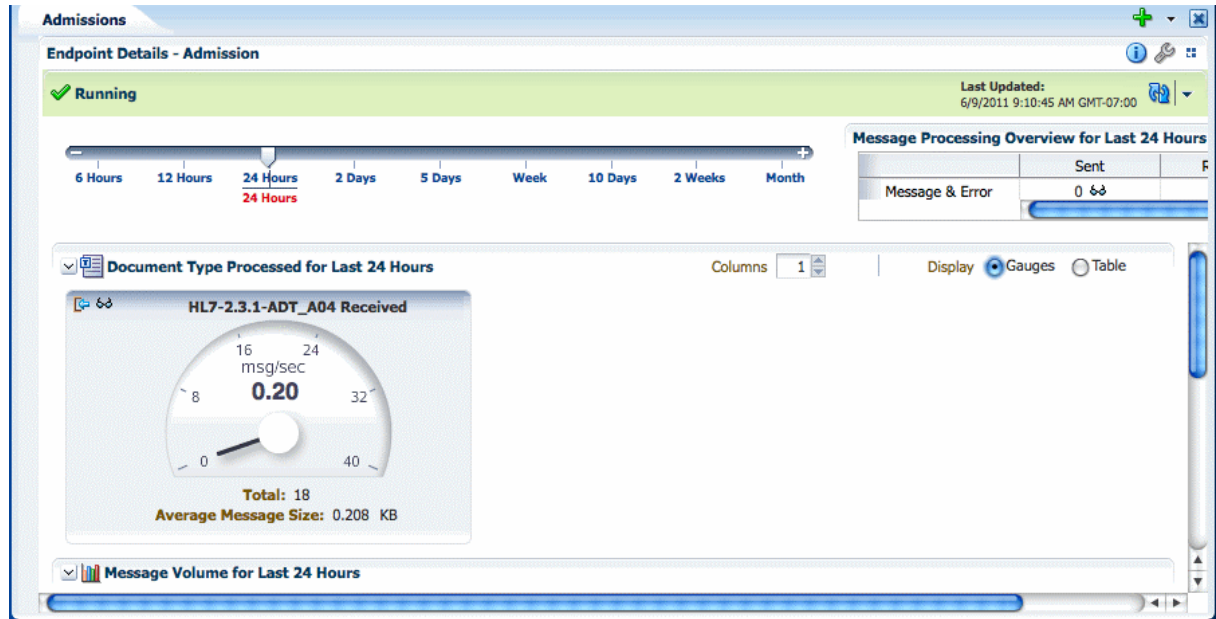 Admissions
Endpoint Details - Admission
Running
Last Updated:
6/9/2011 9:10:45 AM GMT-07:00
6 Hours 12 Hours 24 Hours 2 Days 5 Days Week 10 Days 2 Weeks Month
24 Hours
Message Processing Overview for Last 24 Hours
Sent R
Message & Error 0
Document Type Processed for Last 24 Hours
Columns 1 Display Gauges Table
HL7-2.3.1-ADT_A04 Received
16 24
msg/sec
8 0.20 32
0 40
Total: 18
Average Message Size: 0.208 KB
Message Volume for Last 24 Hours